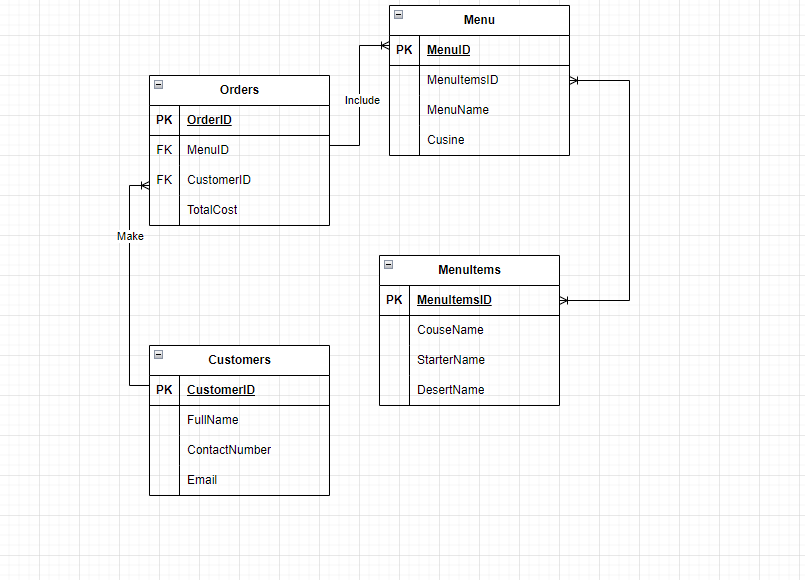 Menu
PK MenuID
MenuItemsID
MenuName
Cusine
Orders
PK OrderID
FK MenuID
FK CustomerID
TotalCost
Include
Make
MenuItems
PK MenuItemsID
CouseName
StarterName
DesertName
Customers
PK CustomerID
FullName
ContactNumber
Email